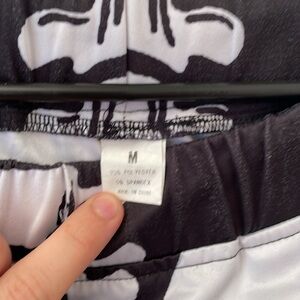 M
95% POLYESTER
5% SPANDEX
MADE IN CHINA